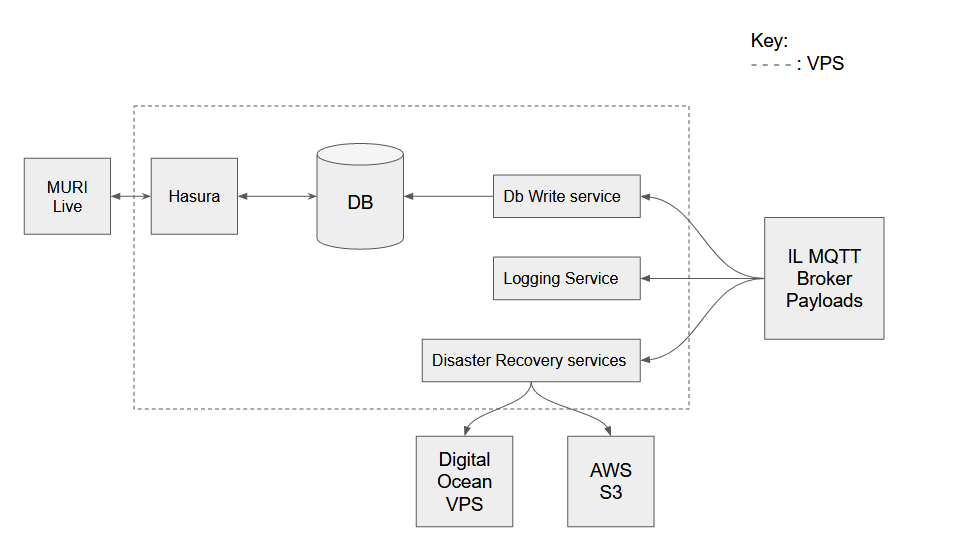 Key:
- - - - : VPS
MURI
Live
Hasura
DB
Db Write service
Logging Service
Disaster Recovery services
IL MQTT
Broker
Payloads
Digital
Ocean
VPS
AWS
S3